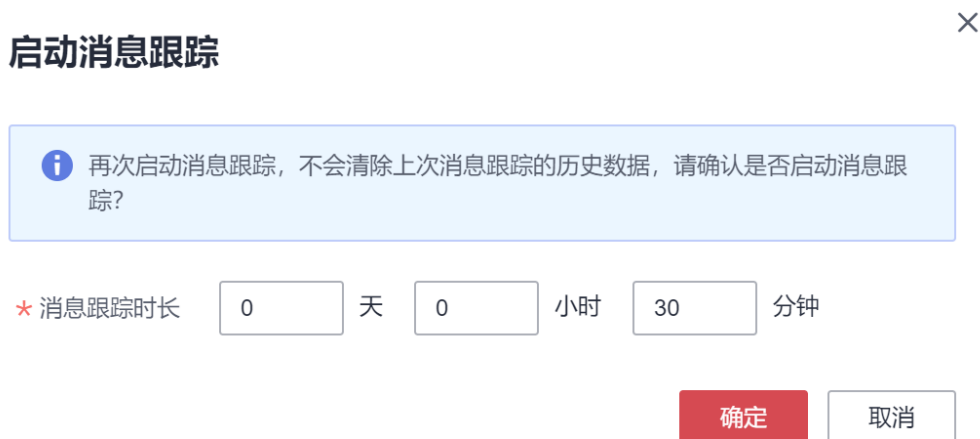 启动消息跟踪
再次启动消息跟踪，不会清除上次消息跟踪的历史数据，请确认是否启动消息跟
踪?
* 消息跟踪时长 0 天 0 小时 30 分钟
确定 取消